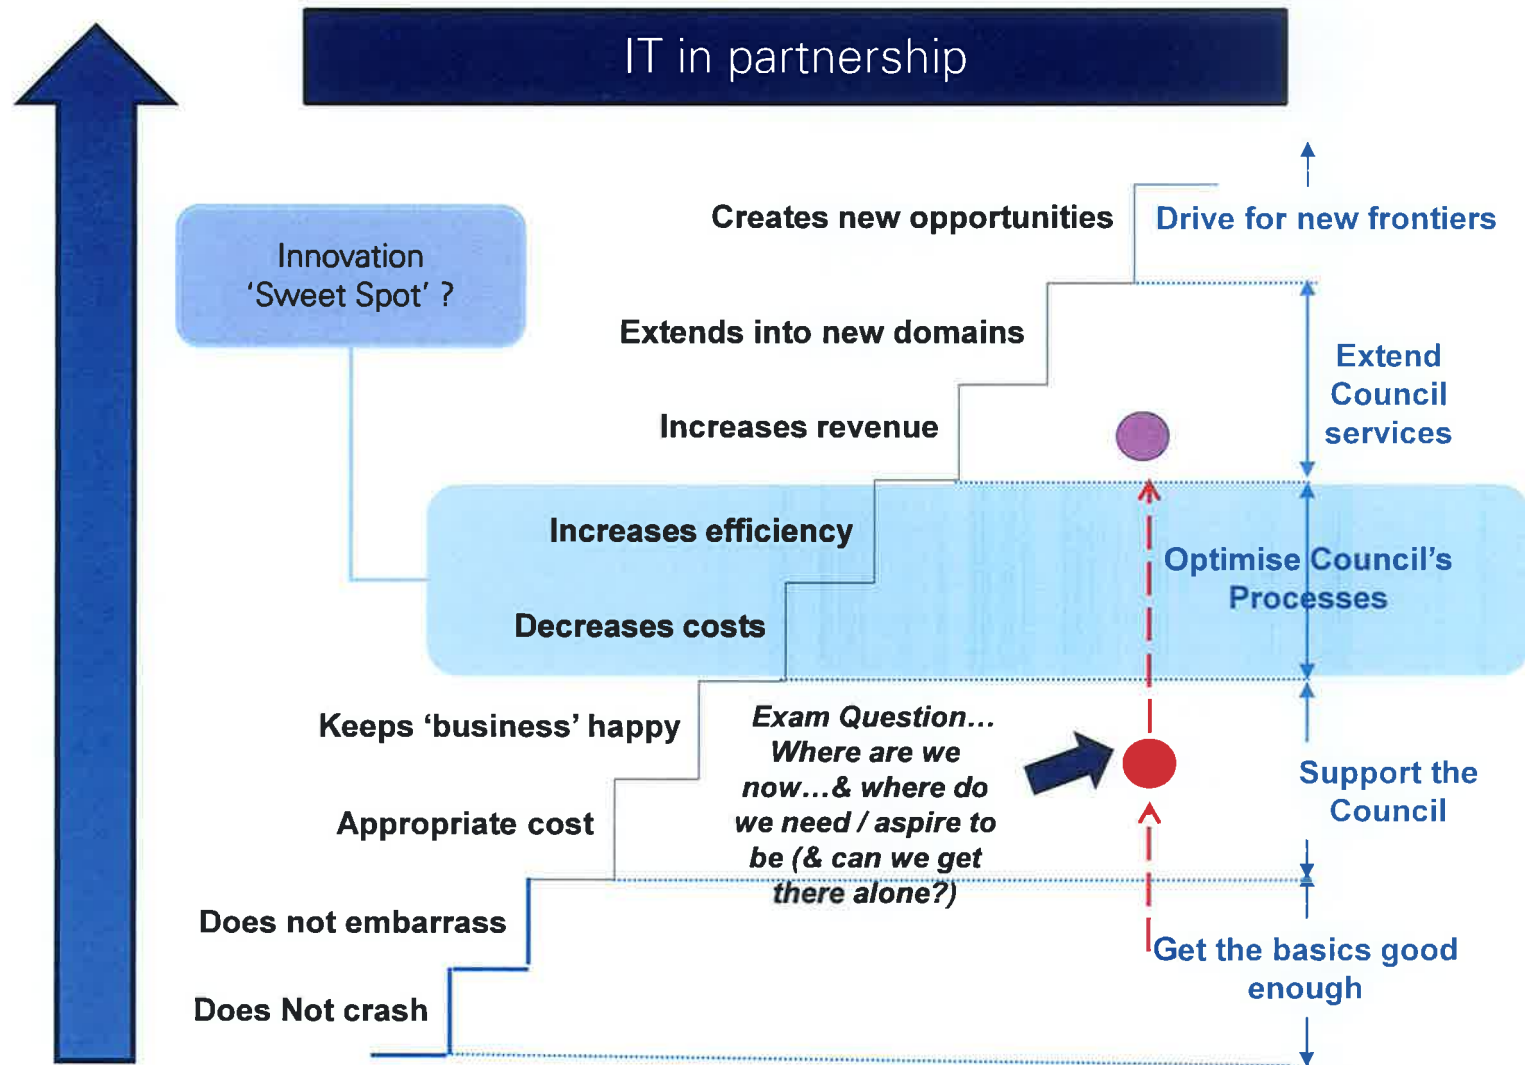 IT in partnership
Innovation
‘Sweet Spot’ ?
Creates new opportunities
Drive for new frontiers
Extends into new domains
Extend
Council
services
Increases revenue
Increases efficiency
Optimise Council’s
Processes
Decreases costs
Keeps ‘business’ happy
Exam Question...
Where are we
now...& where do
we need / aspire to
be (& can we get
there alone?)
Support the
Council
Appropriate cost
Does not embarrass
Get the basics good
enough
Does Not crash